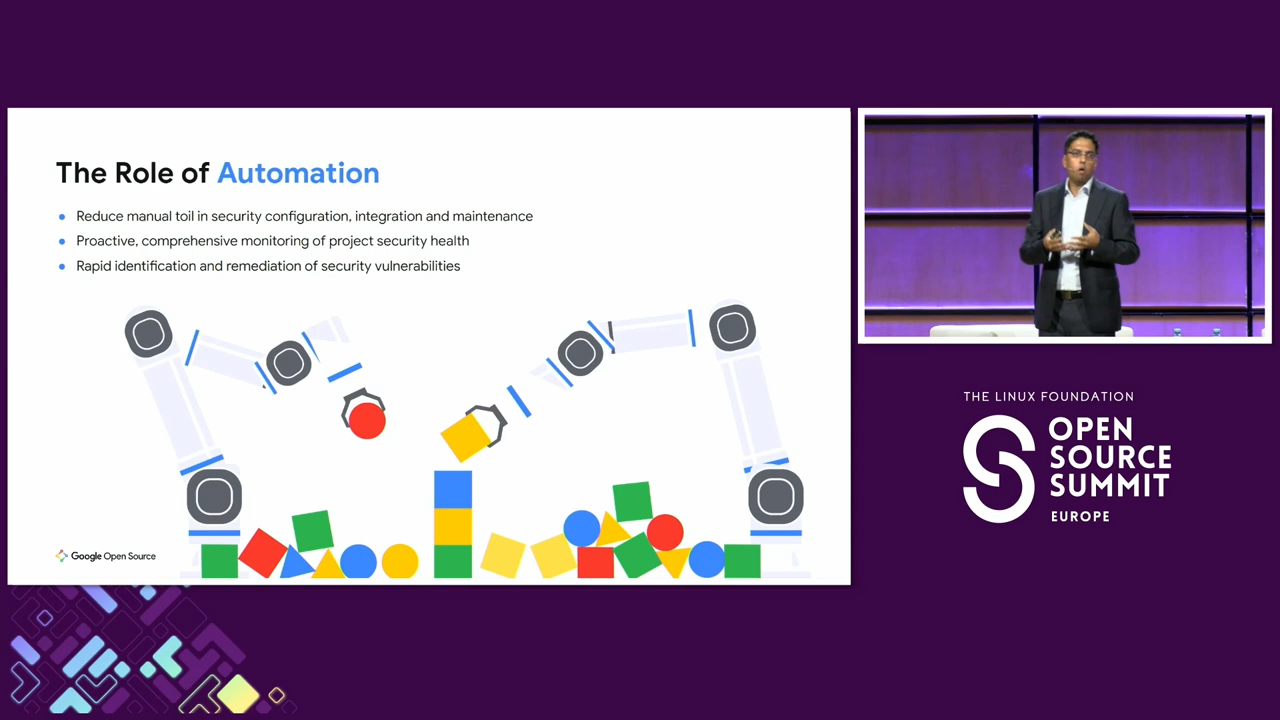 The Role of Automation
Reduce manual toil in security configuration, integration and maintenance
Proactive, comprehensive monitoring of project security health
Rapid identification and remediation of security vulnerabilities
Google Open Source
THE LINUX FOUNDATION
OPEN
SOURCE
SUMMIT
EUROPE